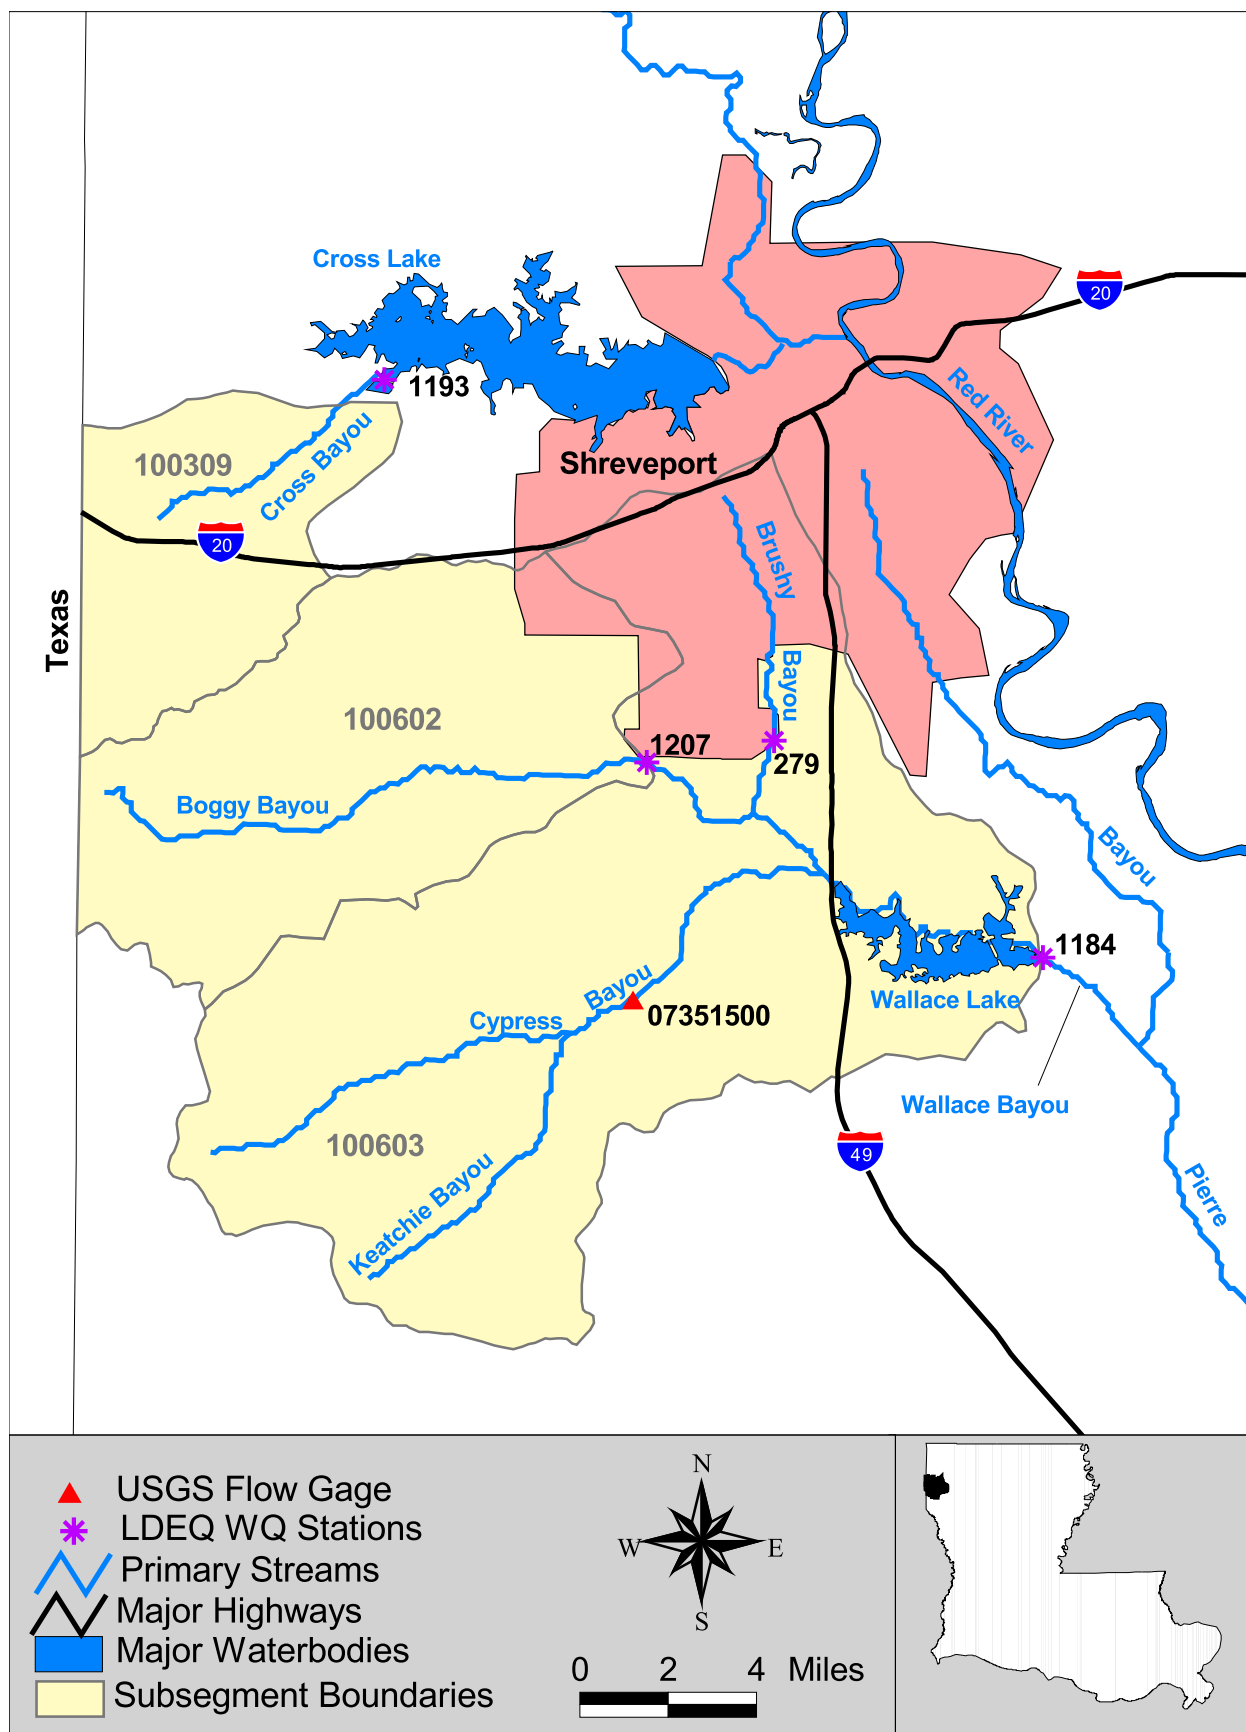 Cross Lake
20
1193
Red River
100309
Cross Bayou
Shreveport
20
Brushy
Texas
Bayou
100602
1207
279
Boggy Bayou
Bayou
1184
Bayou
Wallace Lake
Cypress
07351500
Wallace Bayou
100603
49
Keatchie Bayou
Pierre
USGS Flow Gage
LDEQ WQ Stations
Primary Streams
Major Highways
Major Waterbodies
Subsegment Boundaries
N
W
E
S
0 2 4 Miles